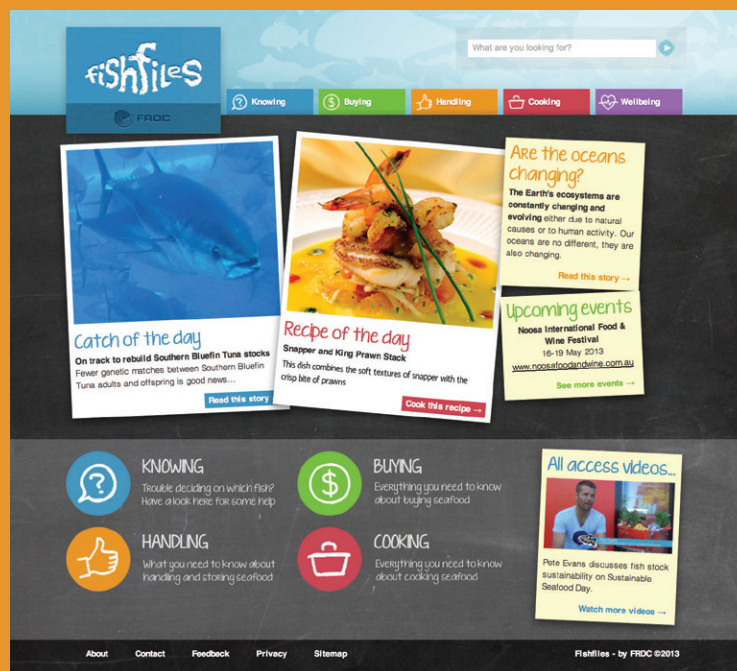 fishfiles
FRDC
What are you looking for?
Knowing
Buying
Handling
Cooking
Wellbeing
Catch of the day
On track to rebuild Southern Bluefin Tuna stocks
Fewer genetic matches between Southern Bluefin
Tuna adults and offspring is good news...
Read this story
Recipe of the day
Snapper and King Prawn Stack
This dish combines the soft textures of snapper with the
crisp bite of prawns
Cook this recipe →
Are the oceans
changing?
The Earth's ecosystems are
constantly changing and
evolving either due to natural
causes or to human activity. Our
oceans are no different, they are
also changing.
Read this story →
Upcoming events
Noosa International Food &
Wine Festival
16-19 May 2013
www.noosafoodandwine.com.au
See more events →
KNOWING
Trouble deciding on which fish?
Have a look here for some help
BUYING
Everything you need to know
about buying seafood
HANDLING
What you need to know about
handling and storing seafood
COOKING
Everything you need to know
about cooking seafood
All access videos...
Pete Evans discusses fish stock
sustainability on Sustainable
Seafood Day.
Watch more videos →
About
Contact
Feedback
Privacy
Sitemap
Fishfiles - by FRDC ©2013